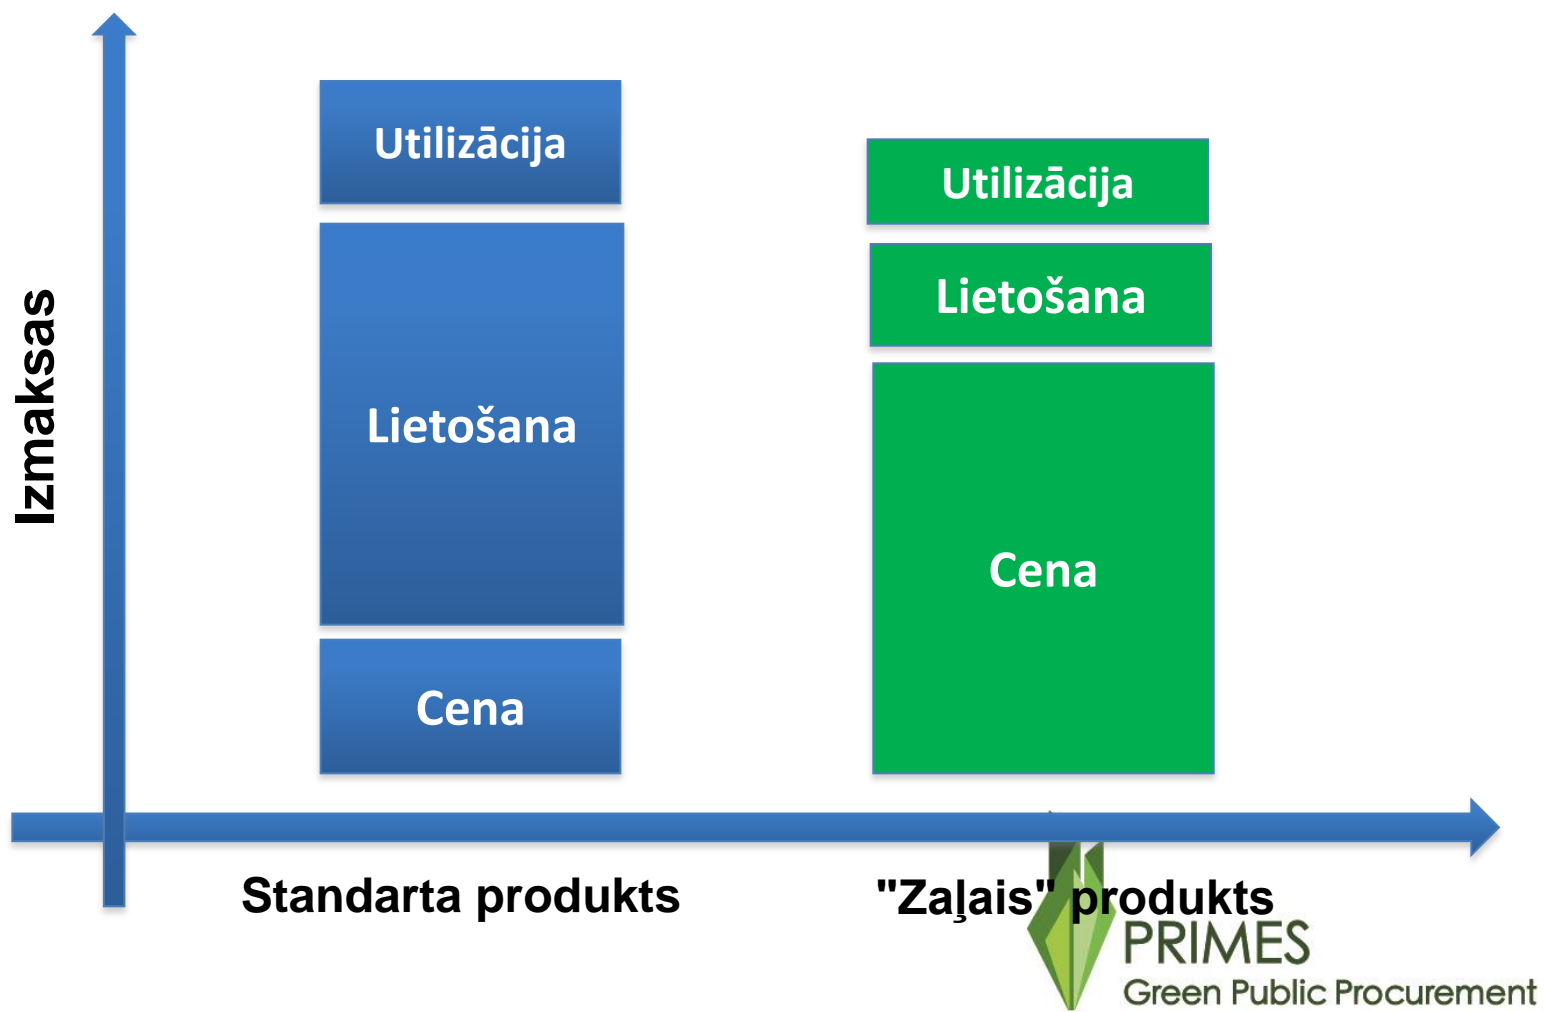 Izmaksas
Utilizācija
Lietošana
Cena
Utilizācija
Lietošana
Cena
Standarta produkts
"Zaļais" produkts
PRIMES
Green Public Procurement